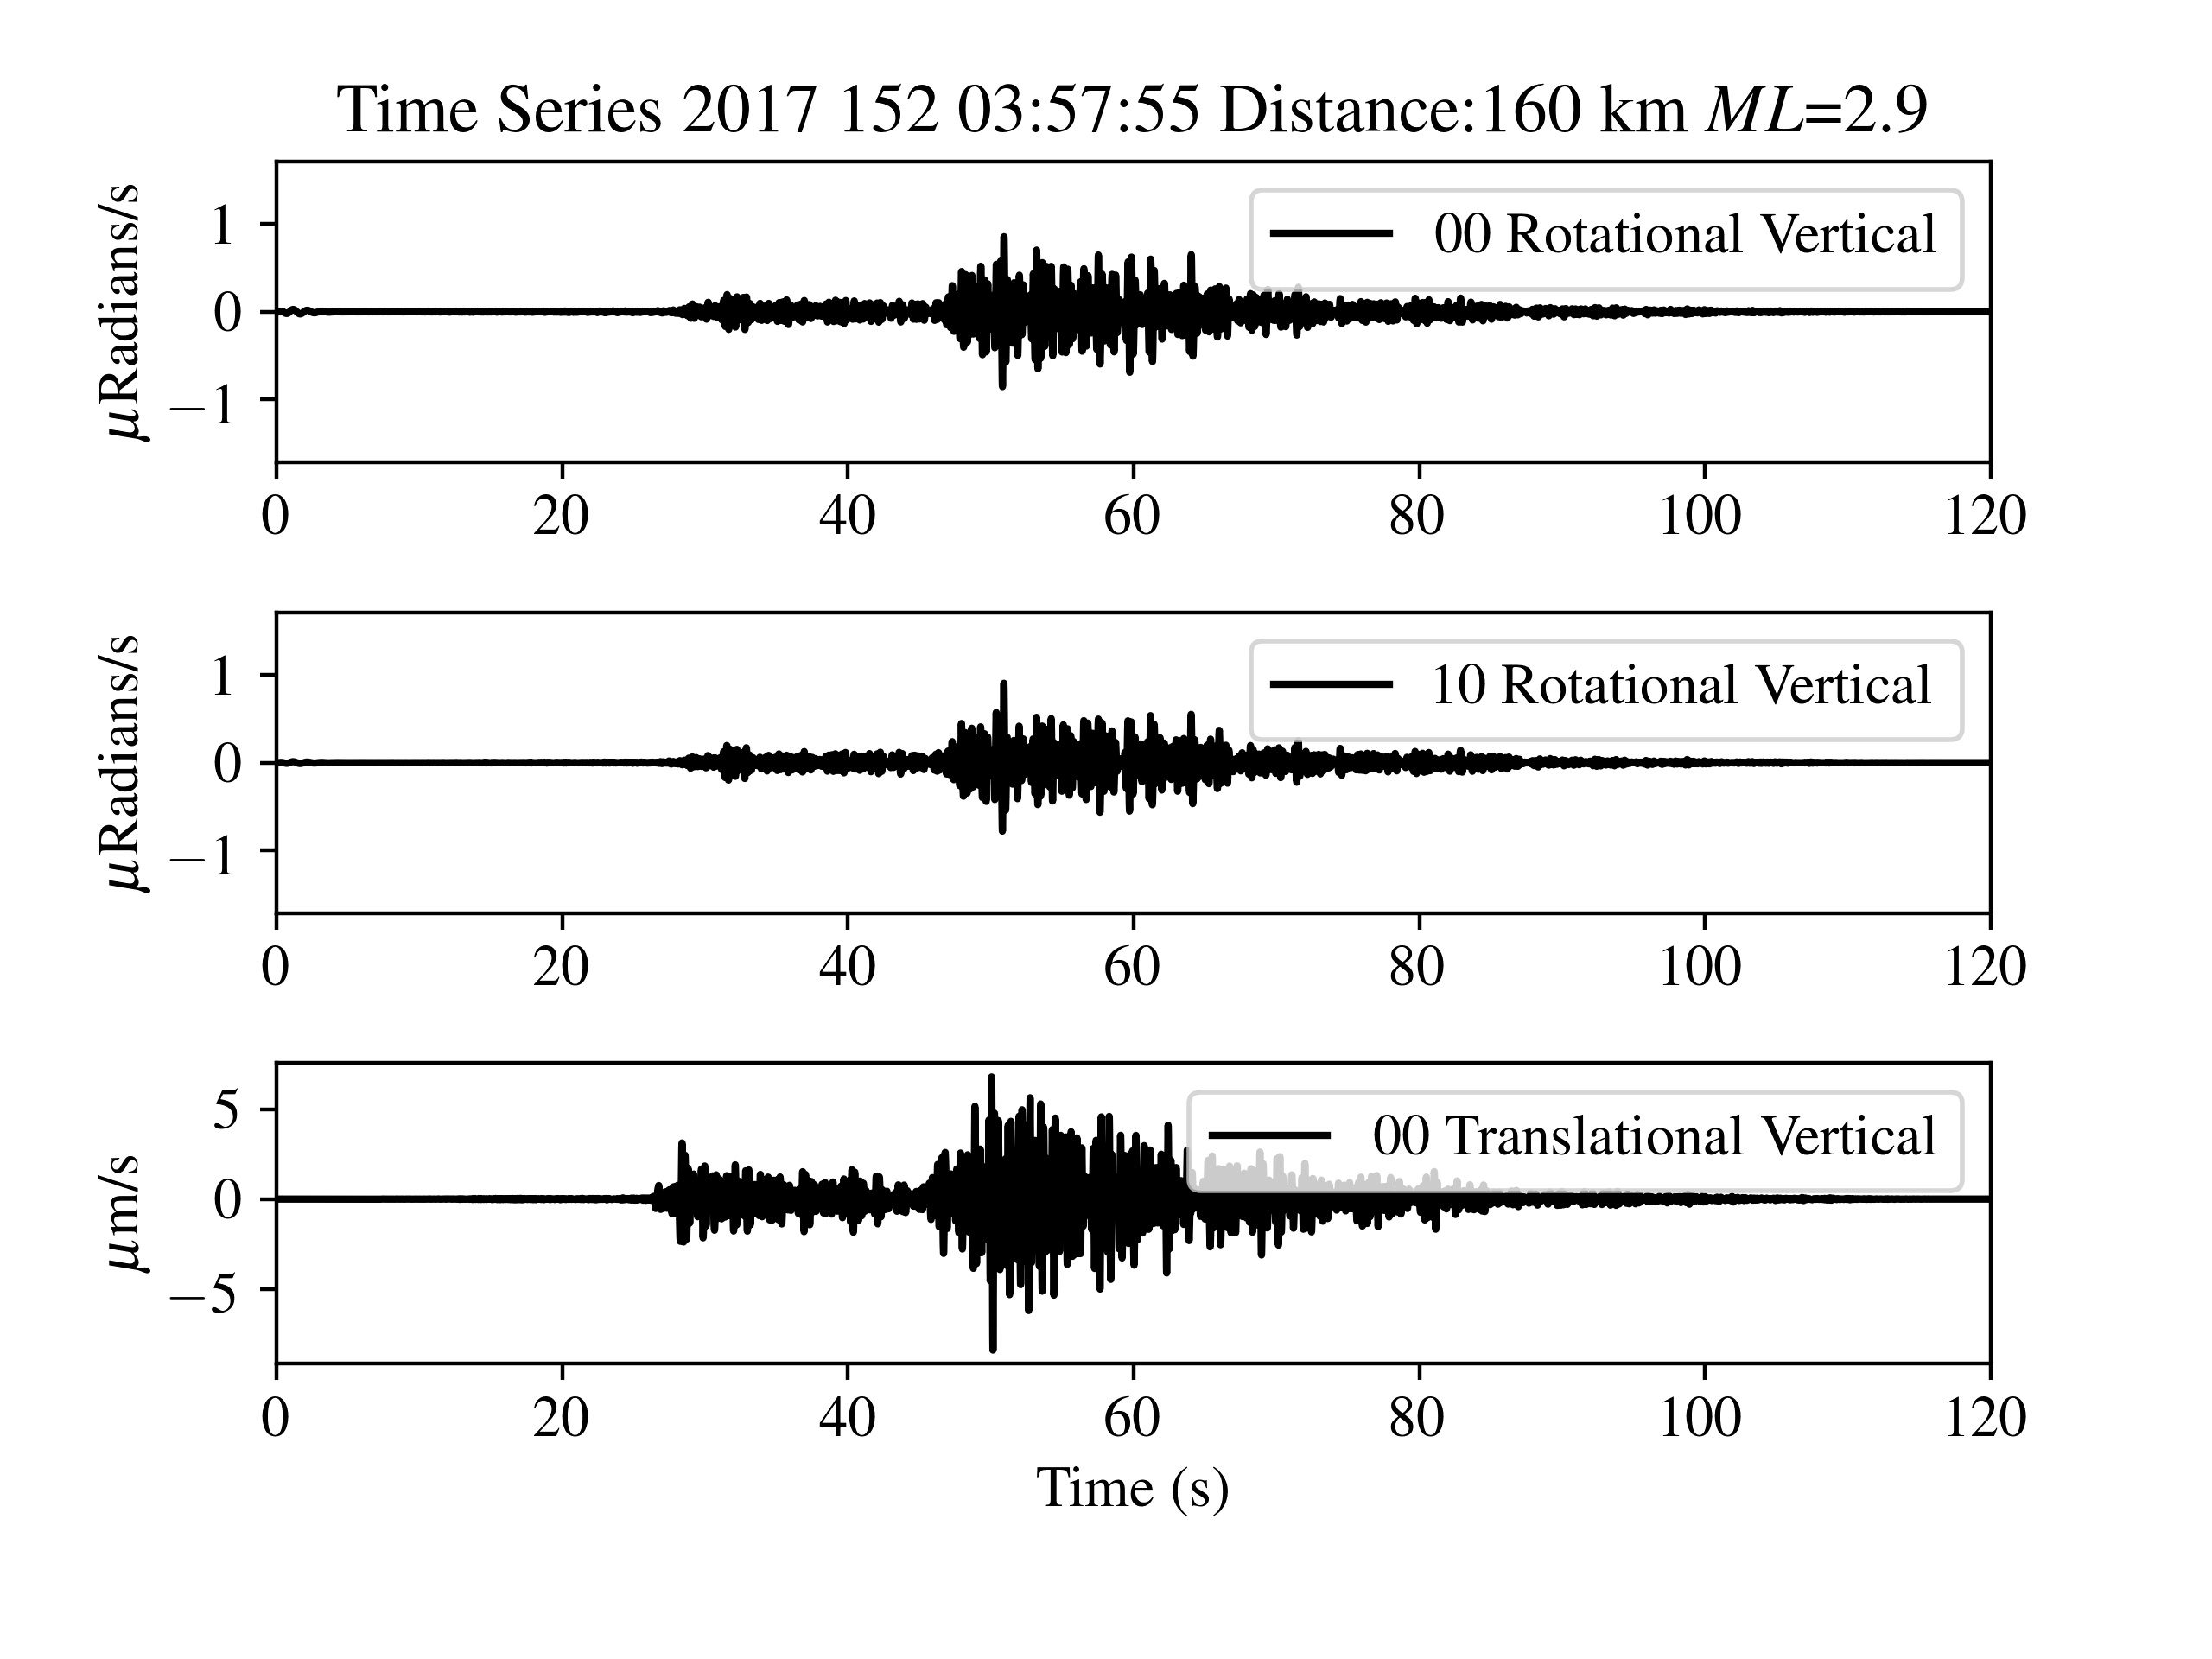 Time Series 2017 152 03:57:55 Distance:160 km ML=2.9
μRadians/s
1
0
−1
00 Rotational Vertical
0 20 40 60 80 100 120
μRadians/s
1
0
−1
10 Rotational Vertical
0 20 40 60 80 100 120
μm/s
5
0
−5
00 Translational Vertical
0 20 40 60 80 100 120
Time (s)